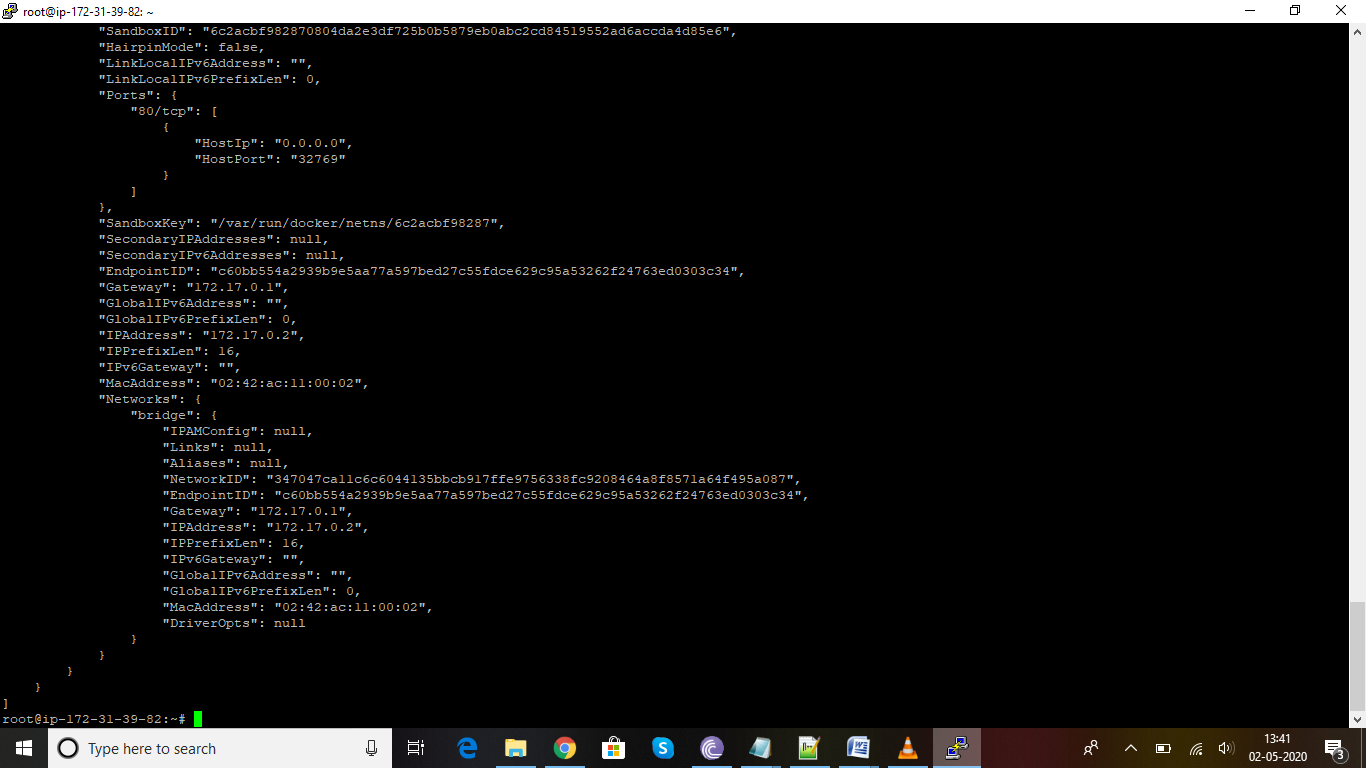 root@ip-172-31-39-82: ~
"SandboxID": "6c2acbf982870804da2e3df725b0b5879eb0abc2cd84519552ad6accda4d85e6",
"HairpinMode": false,
"LinkLocalIPv6Address": "",
"LinkLocalIPv6PrefixLen": 0,
"Ports": {
"80/tcp": [
{
"HostIp": "0.0.0.0",
"HostPort": "32769"
}
]
},
"SandboxKey": "/var/run/docker/netns/6c2acbf98287",
"SecondaryIPAddresses": null,
"SecondaryIPv6Addresses": null,
"EndpointID": "c60bb554a2939b9e5aa77a597bed27c55fdce629c95a53262f24763ed0303c34",
"Gateway": "172.17.0.1",
"GlobalIPv6Address": "",
"GlobalIPv6PrefixLen": 0,
"IPAddress": "172.17.0.2",
"IPPrefixLen": 16,
"IPv6Gateway": "",
"MacAddress": "02:42:ac:11:00:02",
"Networks": {
"bridge": {
"IPAMConfig": null,
"Links": null,
"Aliases": null,
"NetworkID": "347047ca11c6c6044135bbcb917ffe9756338fc9208464a8f8571a64f495a087",
"EndpointID": "c60bb554a2939b9e5aa77a597bed27c55fdce629c95a53262f24763ed0303c34",
"Gateway": "172.17.0.1",
"IPAddress": "172.17.0.2",
"IPPrefixLen": 16,
"IPv6Gateway": "",
"GlobalIPv6Address": "",
"GlobalIPv6PrefixLen": 0,
"MacAddress": "02:42:ac:11:00:02",
"DriverOpts": null
}
}
}
}
]
root@ip-172-31-39-82:~#
Type here to search
13:41
02-05-2020
3